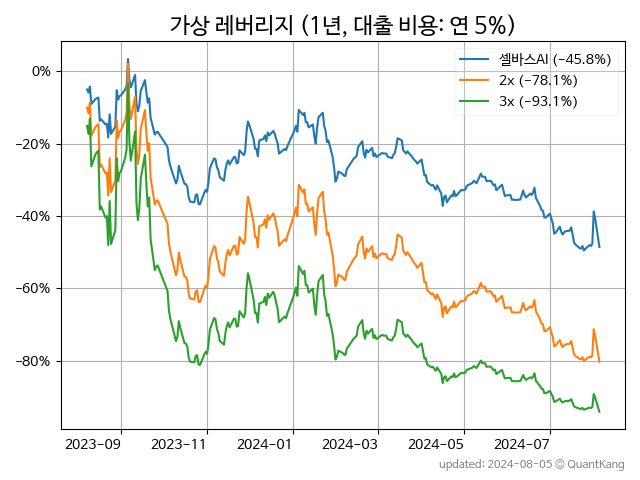 가상 레버리지 (1년, 대출 비용: 연 5%)
셀바스AI (−45.8%)
2x (−78.1%)
3x (−93.1%)
0%
−20%
−40%
−60%
−80%
2023-09 2023-11 2024-01 2024-03 2024-05 2024-07
updated: 2024-08-05 © QuantKang